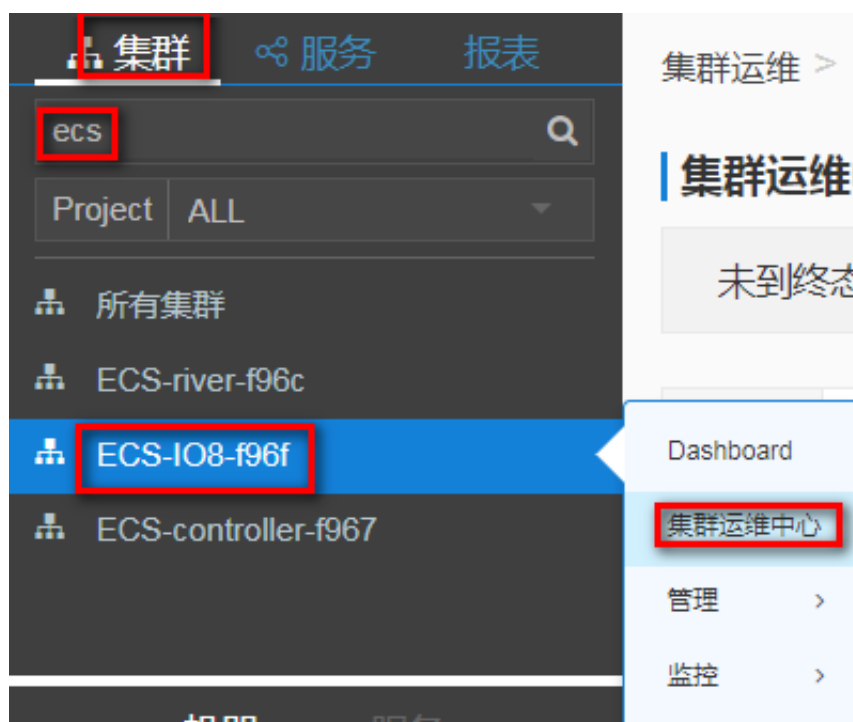 集群 服务 报表
ecs
Project ALL
所有集群
ECS-river-f96c
ECS-IO8-f96f
ECS-controller-f967
集群运维 >
集群运维
未到终态
Dashboard
集群运维中心
管理 >
监控 >